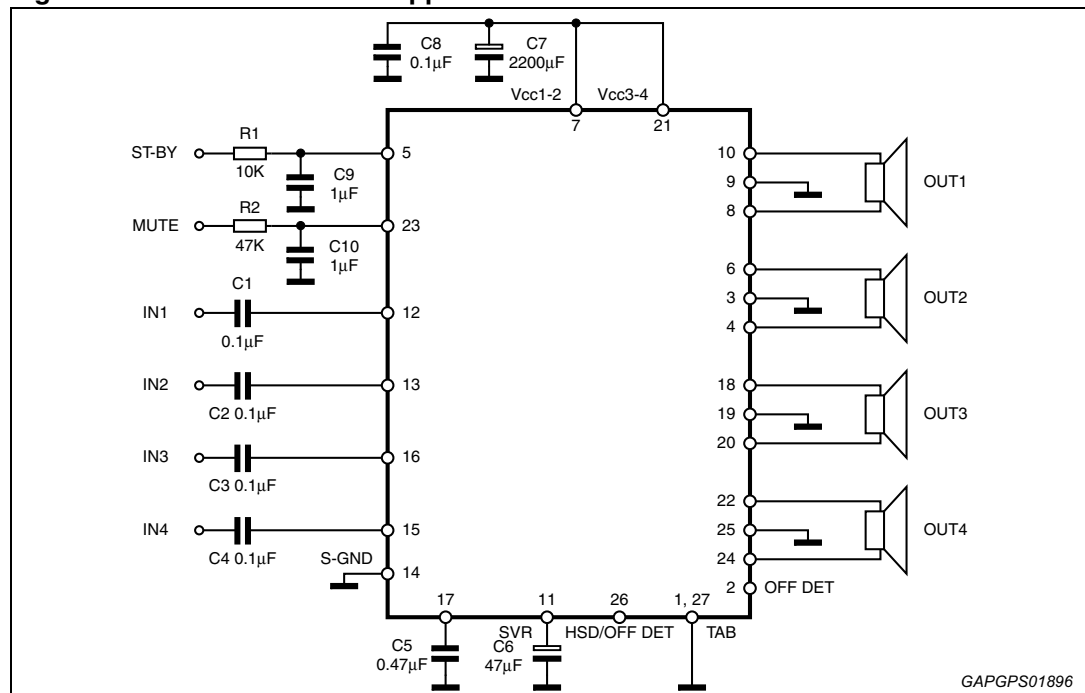 C8
0.1µF
C7
2200µF
Vcc1-2
Vcc3-4
7
21
ST-BY
R1
10K
5
C9
1µF
MUTE
R2
47K
23
C10
1µF
IN1
C1
0.1µF
12
IN2
C2 0.1µF
13
IN3
C3 0.1µF
16
IN4
C4 0.1µF
15
S-GND
14
10
9
8
OUT1
6
3
4
OUT2
18
19
20
OUT3
22
25
24
OUT4
2
OFF DET
17
11
26
1, 27
SVR
HSD/OFF DET
TAB
C5
0.47µF
C6
47µF
GAPGPS01896